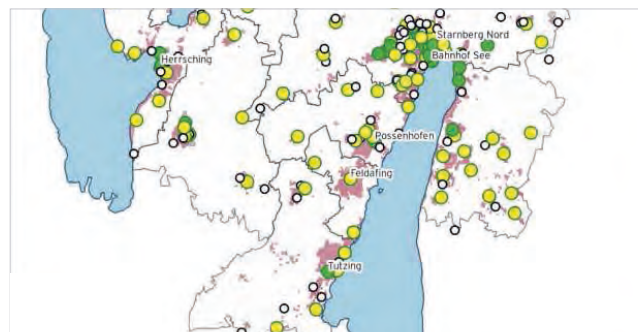 Starnberg Nord
Bahnhof See
Herrsching
Possenhofen
Feldafing
Tutzing